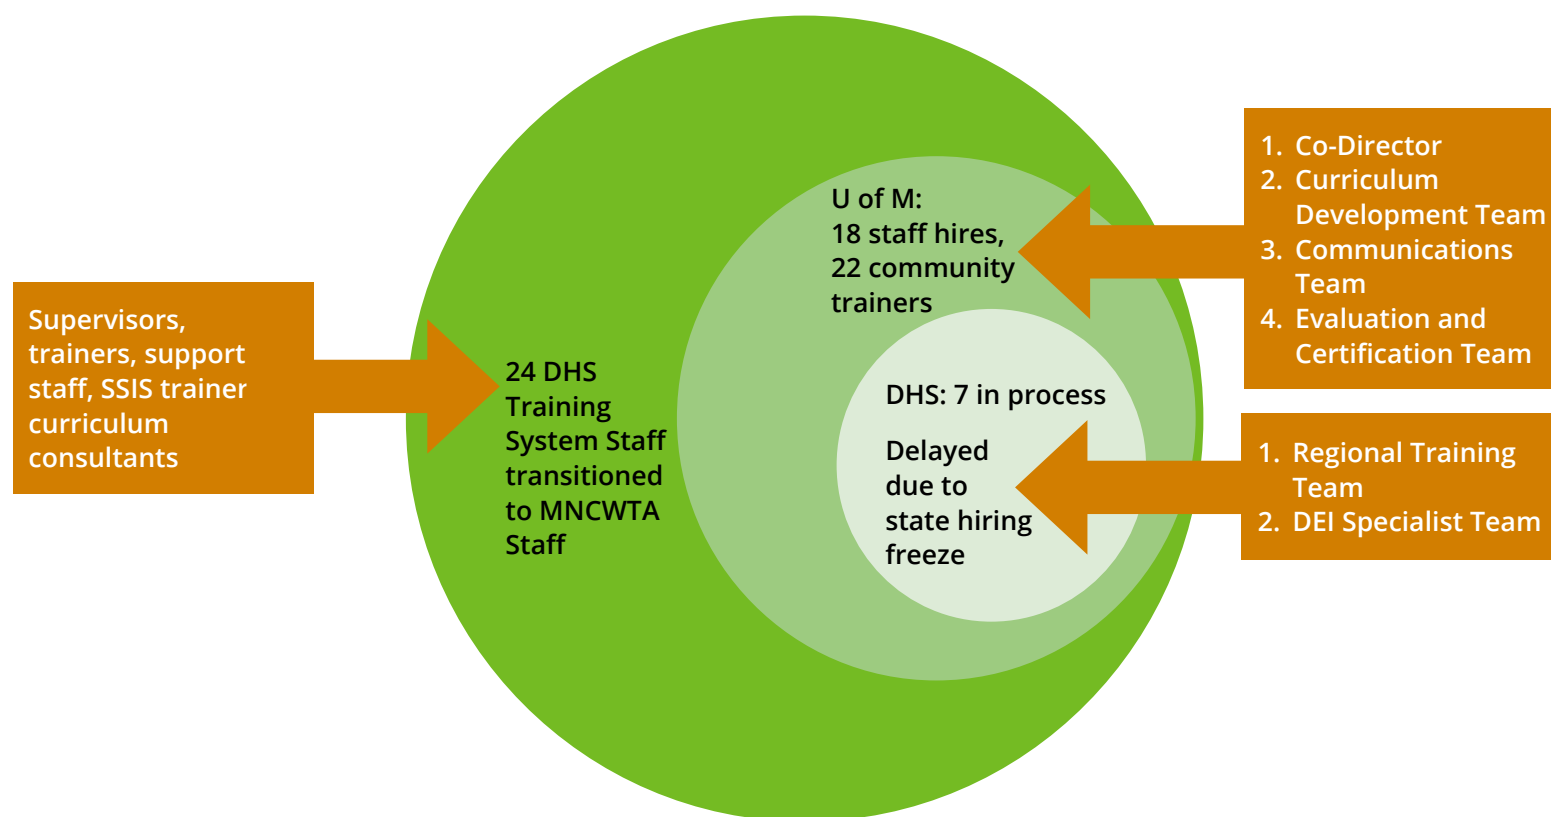 Supervisors,
trainers, support
staff, SSIS trainer
curriculum
consultants
24 DHS
Training
System Staff
transitioned
to MNCWTA
Staff
U of M:
18 staff hires,
22 community
trainers
DHS: 7 in process
Delayed
due to
state hiring
freeze
1. Co-Director
2. Curriculum
Development Team
3. Communications
Team
4. Evaluation and
Certification Team
1. Regional Training
Team
2. DEI Specialist Team